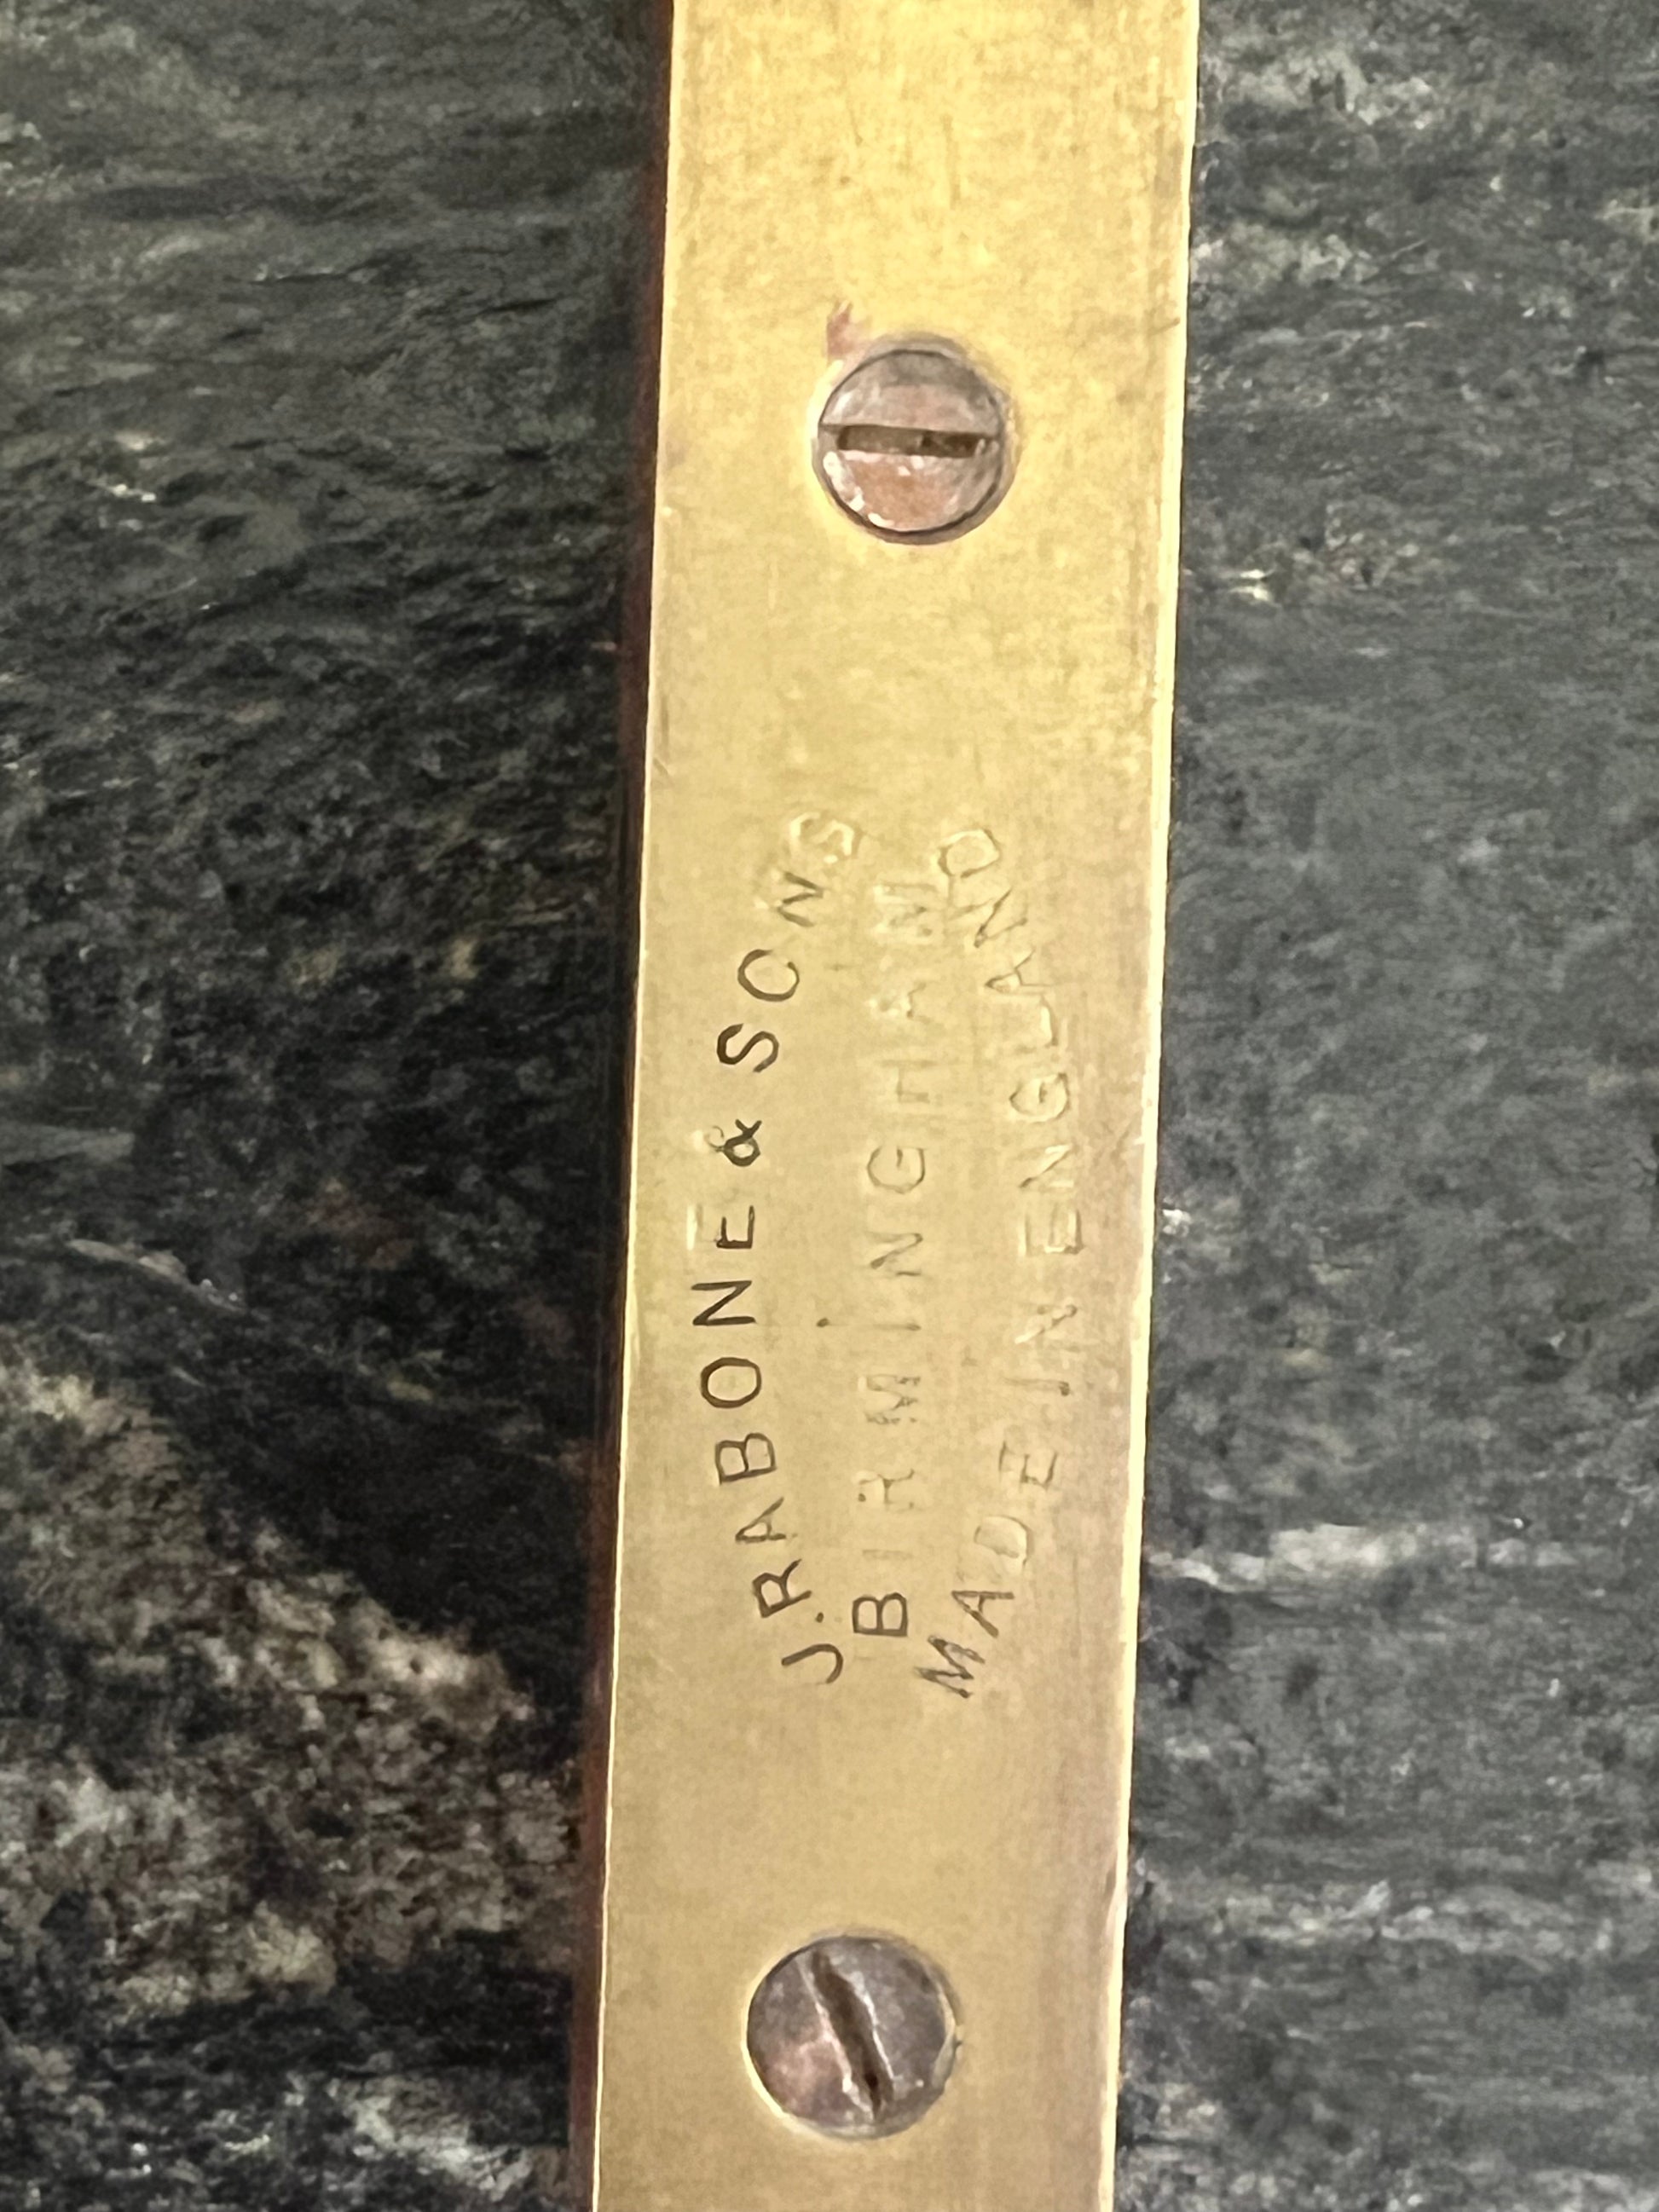 J. RABONE & SONS
BIRMINGHAM
MADE IN ENGLAND